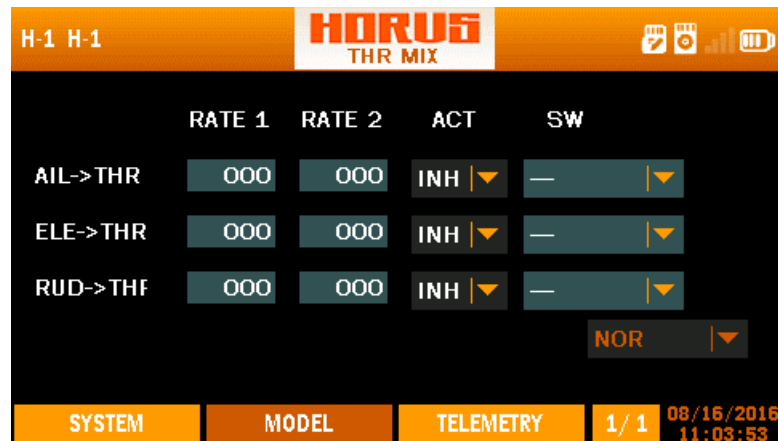 H-1 H-1
HORUS
THR MIX
RATE 1 RATE 2 ACT SW
AIL->THR 000 000 INH —
ELE->THR 000 000 INH —
RUD->THF 000 000 INH —
NOR
SYSTEM MODEL TELEMETRY 1/1 08/16/2016
11:03:53